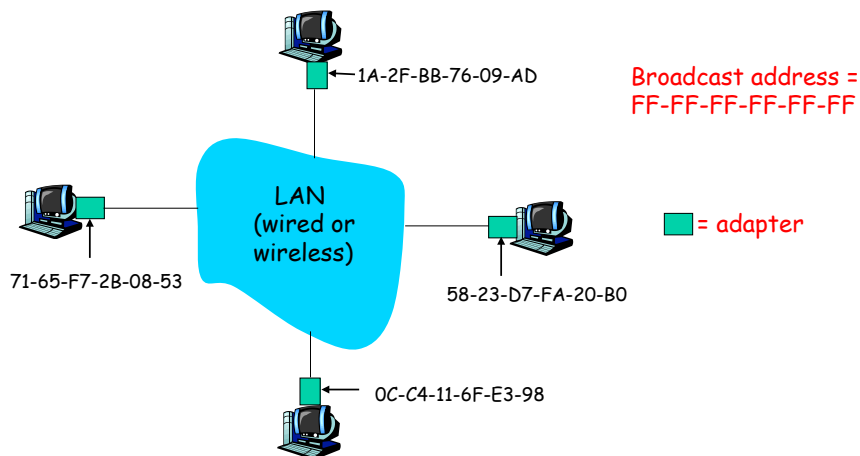 1A-2F-BB-76-09-AD
Broadcast address =
FF-FF-FF-FF-FF-FF
LAN
(wired or
wireless)
= adapter
71-65-F7-2B-08-53
58-23-D7-FA-20-B0
0C-C4-11-6F-E3-98